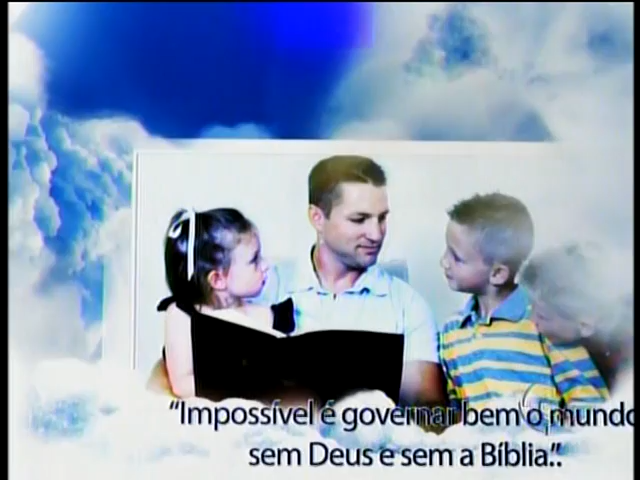 “Impossível é governar bem o mundo
sem Deus e sem a Bíblia.”.